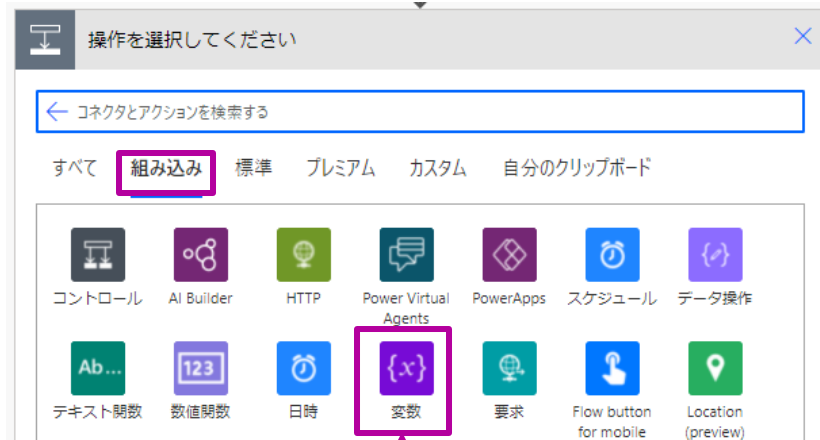 操作を選択してください
コネクタとアクションを検索する
すべて 組み込み 標準 プレミアム カスタム 自分のクリップボード
コントロール AI Builder HTTP Power Virtual Agents PowerApps スケジュール データ操作
Ab...
123
{x}
テキスト関数 数値関数 日時 変数 要求 Flow button for mobile Location (preview)